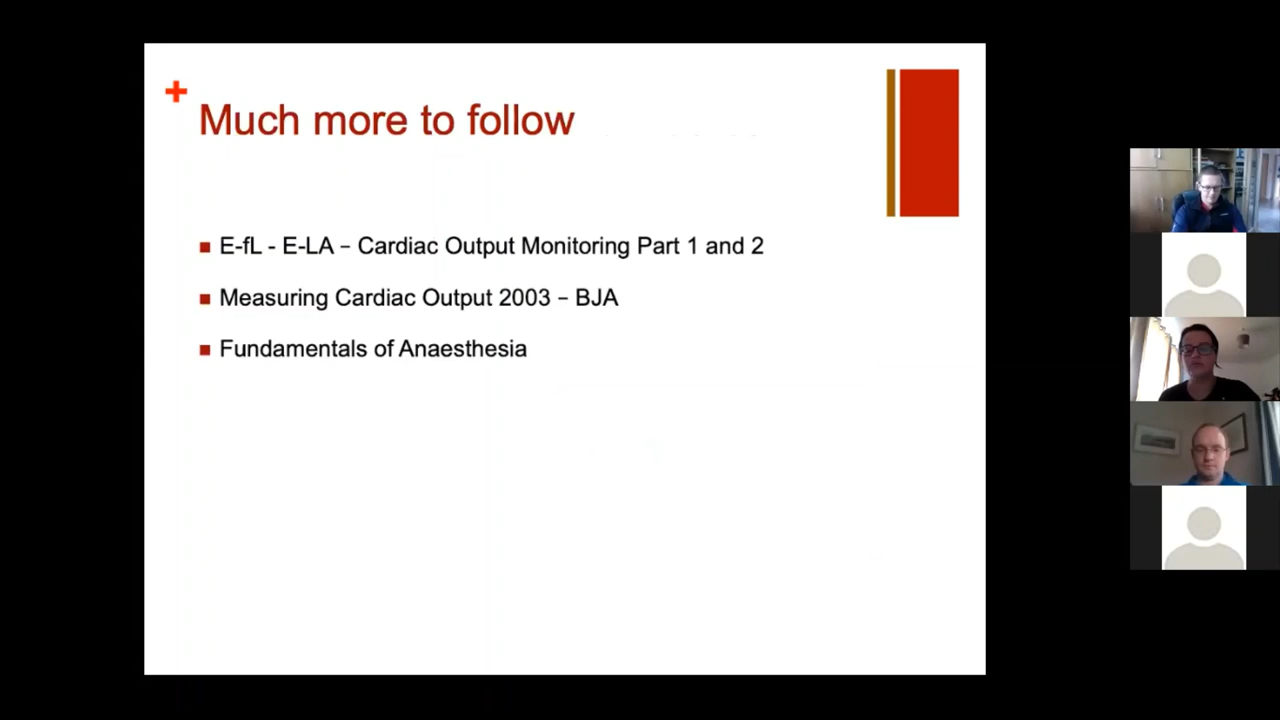 Much more to follow
E-fL - E-LA – Cardiac Output Monitoring Part 1 and 2
Measuring Cardiac Output 2003 – BJA
Fundamentals of Anaesthesia